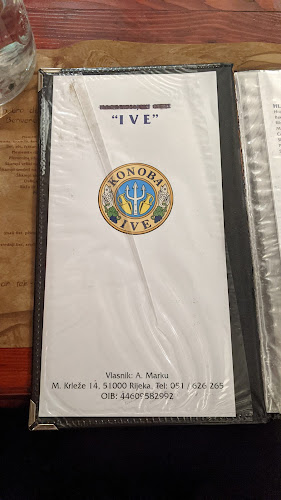 "IVE"
KONOBA
IVE
Vlasnik: A. Marku
M. Krleže 14, 51000 Rijeka, Tel: 051 / 626 265
OIB: 44609582992